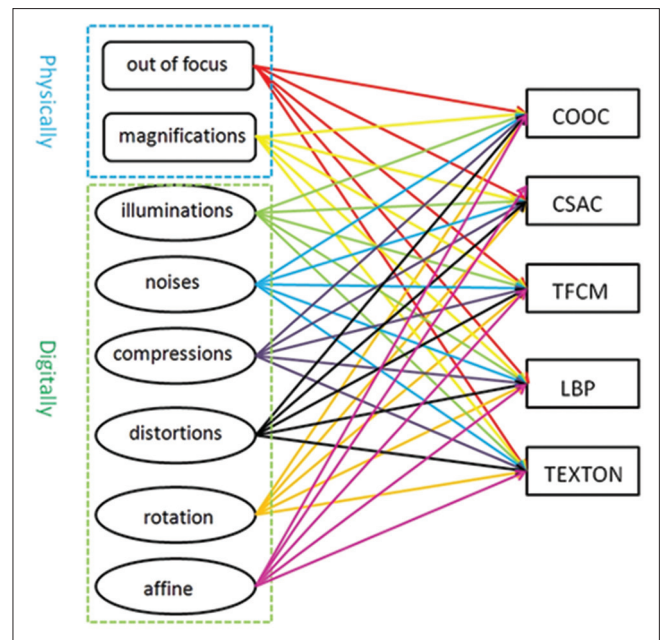 Physically
out of focus
magnifications
Digitally
illuminations
noises
compressions
distortions
rotation
affine
COOC
CSAC
TFCM
LBP
TEXTON